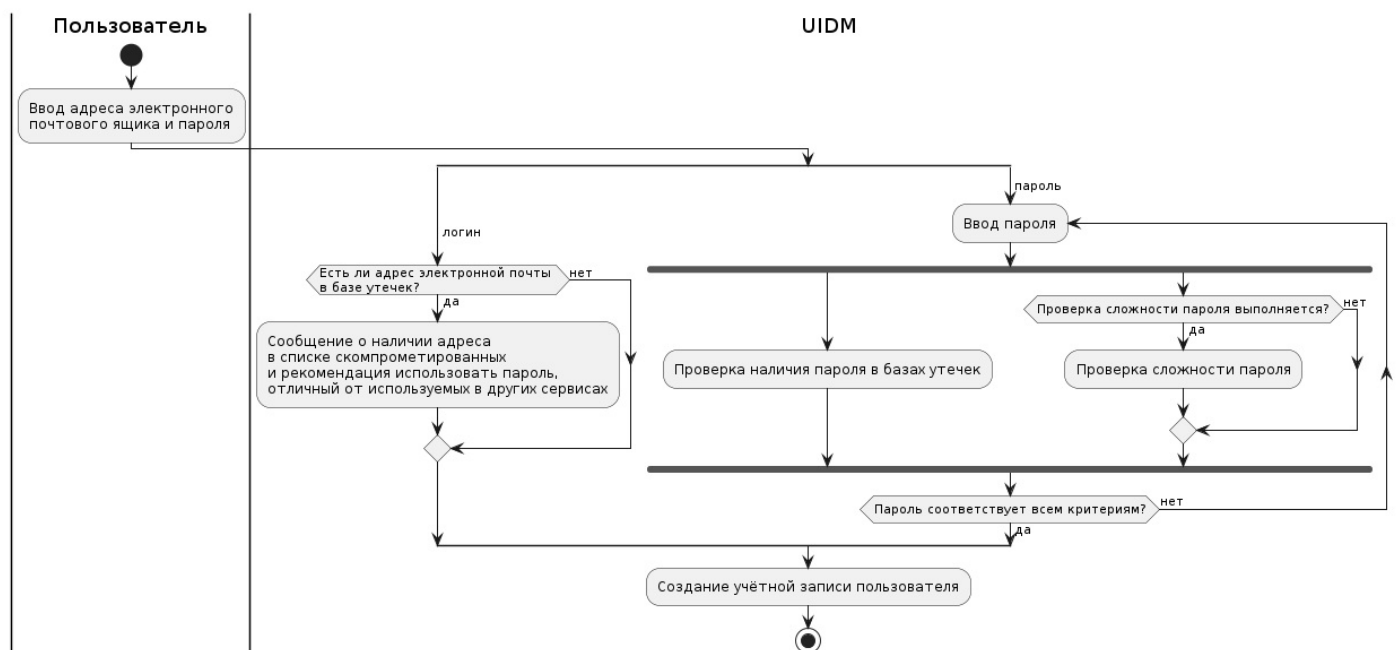 Пользователь
UIDM
Ввод адреса электронного
почтового ящика и пароля
пароль
Ввод пароля
логин
Есть ли адрес электронной почты
в базе утечек?
нет
да
Сообщение о наличии адреса
в списке скомпрометированных
и рекомендация использовать пароль,
отличный от используемых в других сервисах
Проверка сложности пароля выполняется?
нет
да
Проверка наличия пароля в базах утечек
Проверка сложности пароля
Пароль соответствует всем критериям?
нет
да
Создание учётной записи пользователя